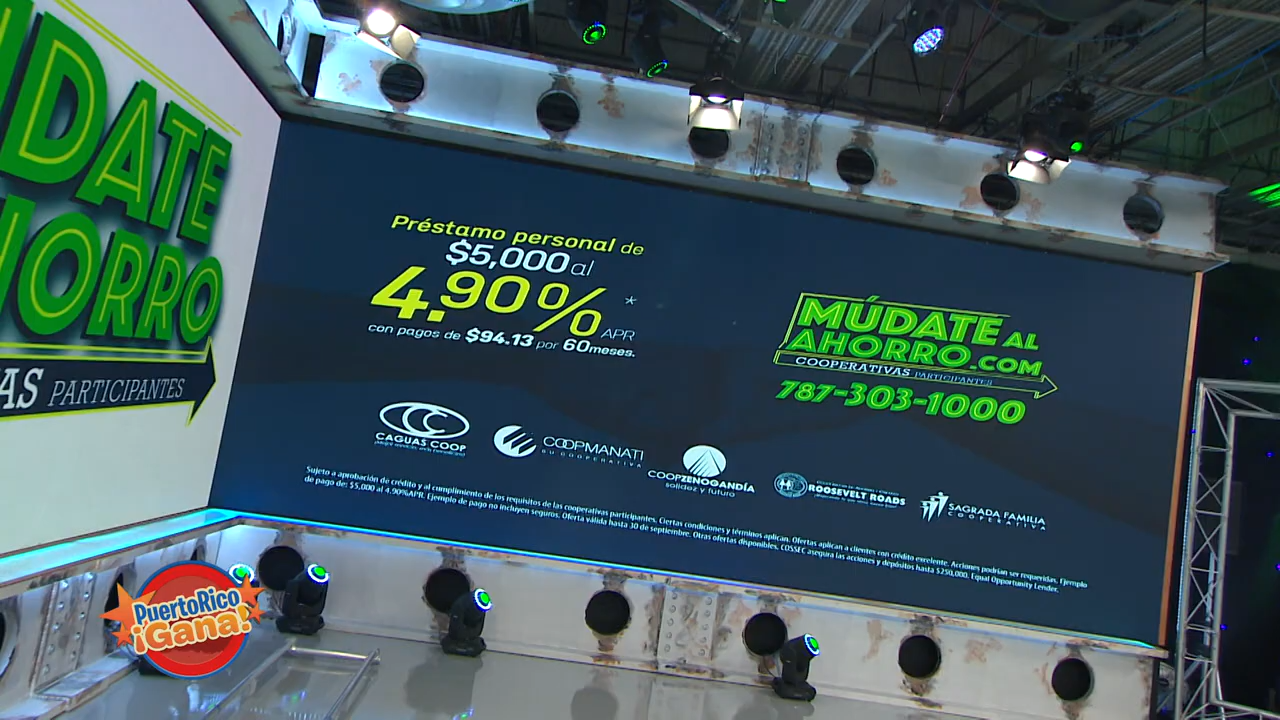 DATE
HORRO
AS PARTICIPANTES
Préstamo personal de
$5,000 al
4.90% *
APR
con pagos de $94.13 por 60 meses.
MÚDATE AL
AHORRO.COM
COOPERATIVAS PARTICIPANTES
787-303-1000
CAGUAS COOP
COOPMANATI
SU COOPERATIVA
COOPZENOGANDÍA
solidez y futuro
ROOSEVELT ROADS
SAGRADA FAMILIA
COOPERATIVA
Sujeto a aprobación de crédito y al cumplimiento de los requisitos de las cooperativas participantes. Ciertas condiciones y términos aplican. Ofertas aplican a clientes con crédito excelente. Acciones podrían ser requeridas. Ejemplo
de pago de: $5,000 al 4.90%APR. Ejemplo de pago no incluyen seguros. Oferta válida hasta 30 de septiembre. Otras ofertas disponibles. COSSEC asegura las acciones y depósitos hasta $250,000. Equal Opportunity Lender.
PuertoRico
¡Gana!